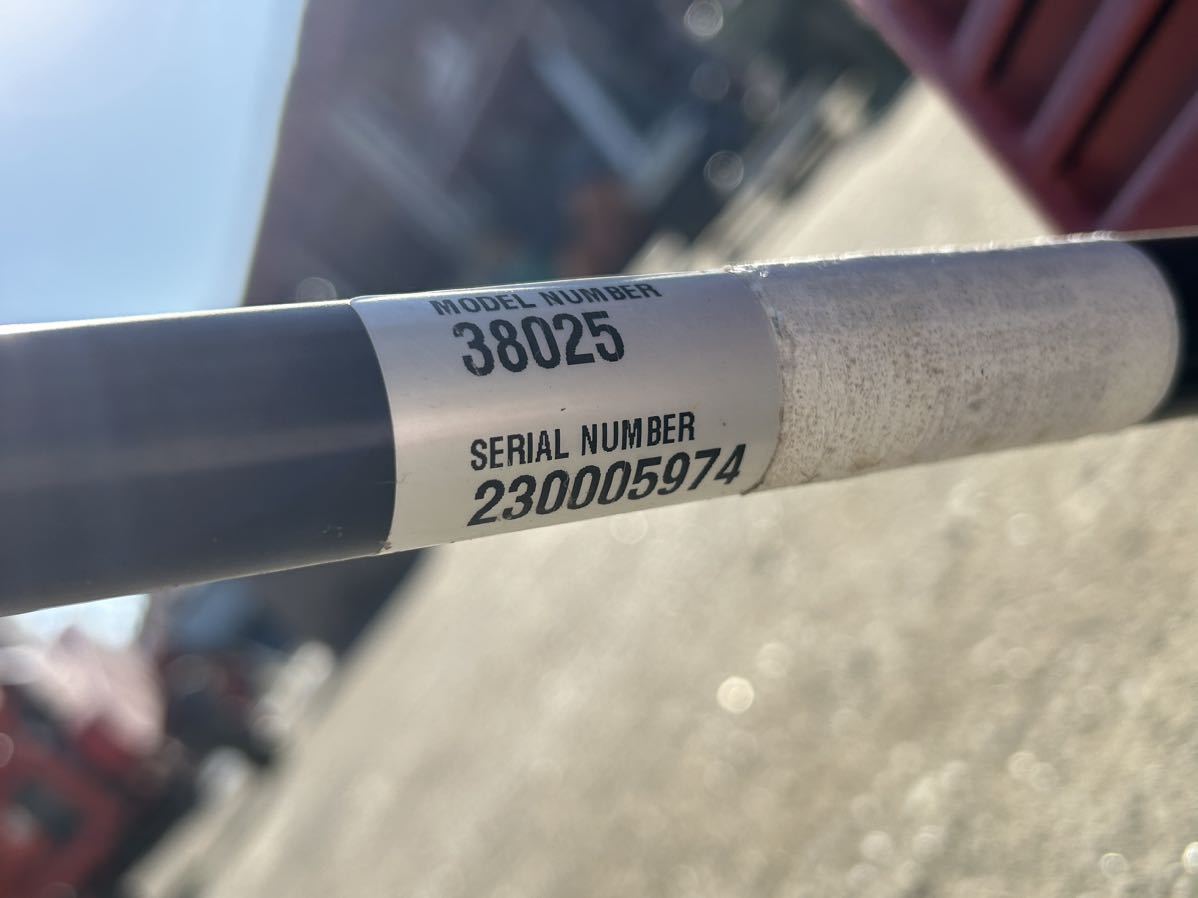 MODEL NUMBER
38025
SERIAL NUMBER
230005974